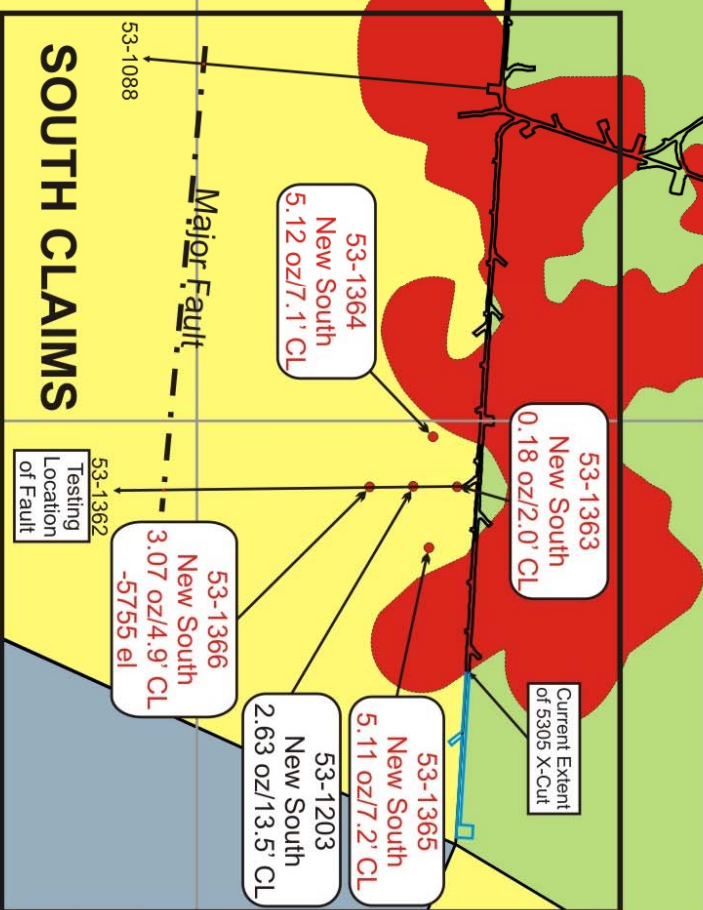 53-1363
New South
0.18 oz/2.0' CL
Current Extent
of 5305 X-Cut
53-1364
New South
5.12 oz/7.1' CL
53-1365
New South
5.11 oz/7.2' CL
53-1203
New South
2.63 oz/13.5' CL
53-1366
New South
3.07 oz/4.9' CL
-5755 el
Major Fault
53-1088
53-1362
Testing
Location
of Fault
SOUTH CLAIMS